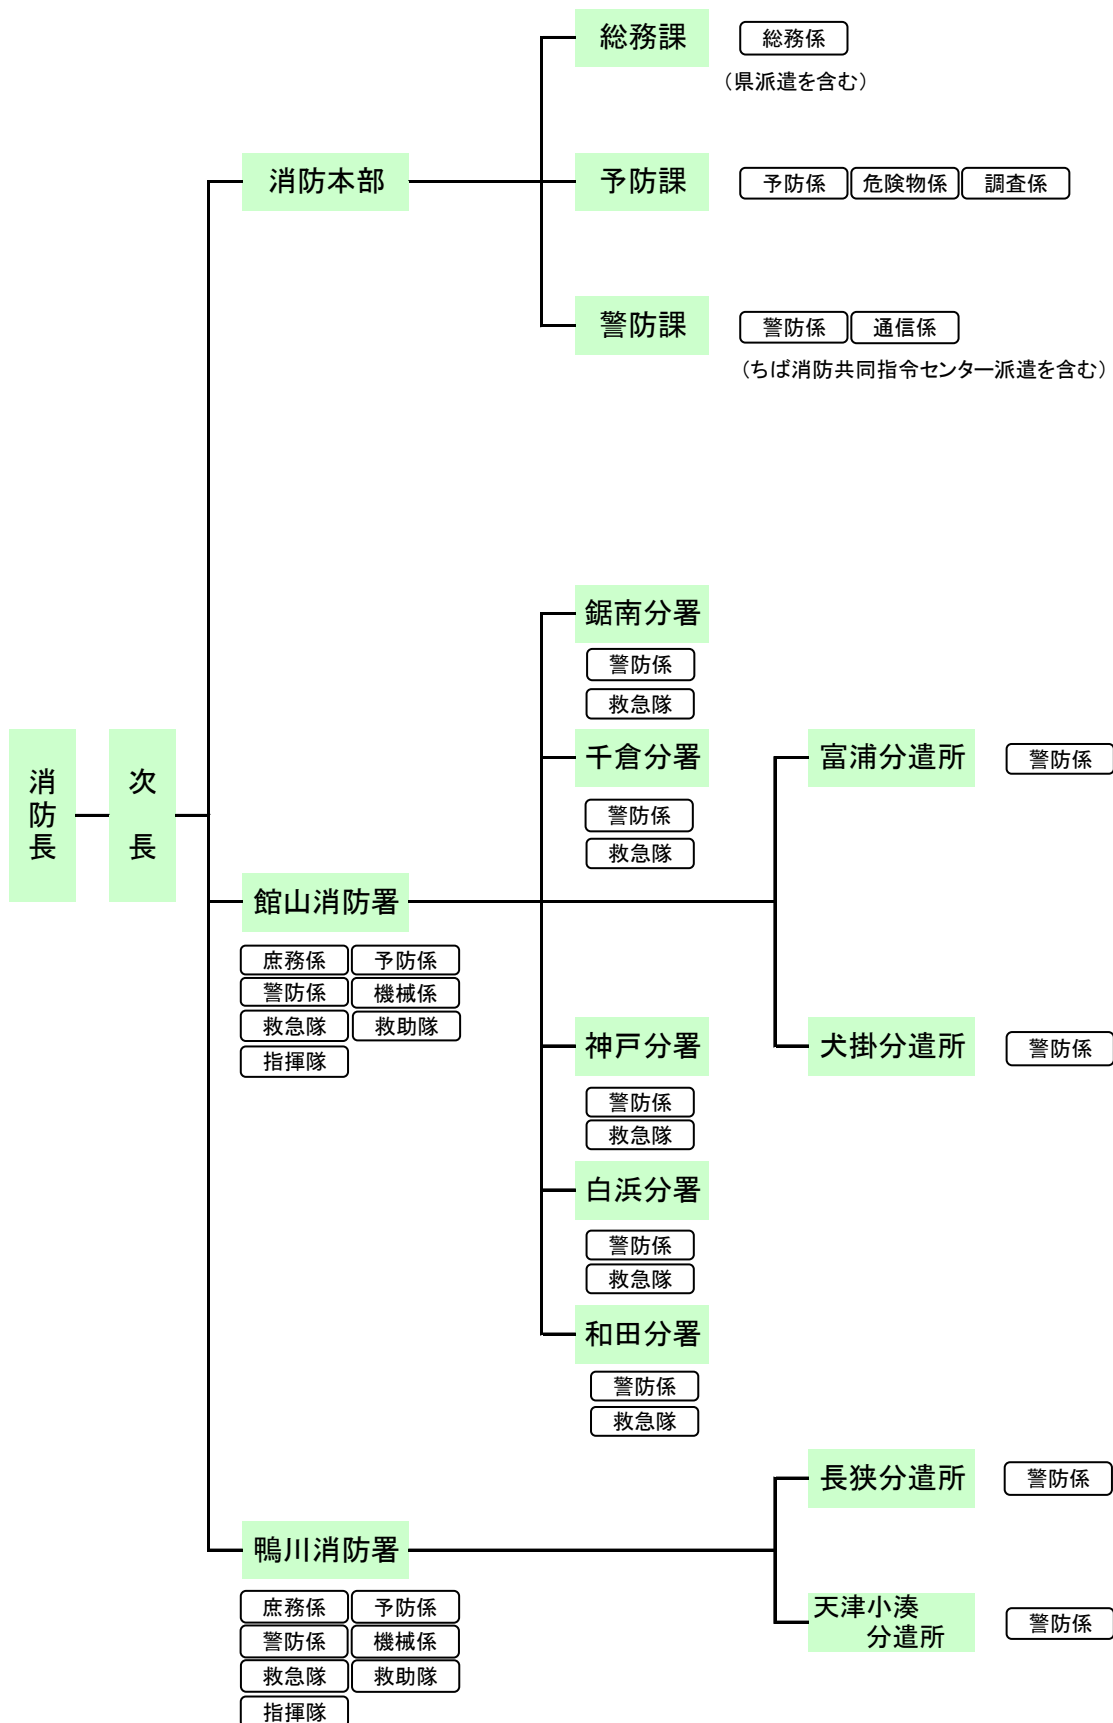 総務課
総務係
（県派遣を含む）
消防本部
予防課
予防係
危険物係
調査係
警防課
警防係
通信係
（ちば消防共同指令センター派遣を含む）
鋸南分署
警防係
救急隊
消防長
次長
千倉分署
警防係
救急隊
富浦分遣所
警防係
館山消防署
庶務係
予防係
警防係
機械係
救急隊
救助隊
指揮隊
神戸分署
警防係
救急隊
犬掛分遣所
警防係
白浜分署
警防係
救急隊
和田分署
警防係
救急隊
長狭分遣所
警防係
鴨川消防署
庶務係
予防係
警防係
機械係
救急隊
救助隊
指揮隊
天津小湊
分遣所
警防係